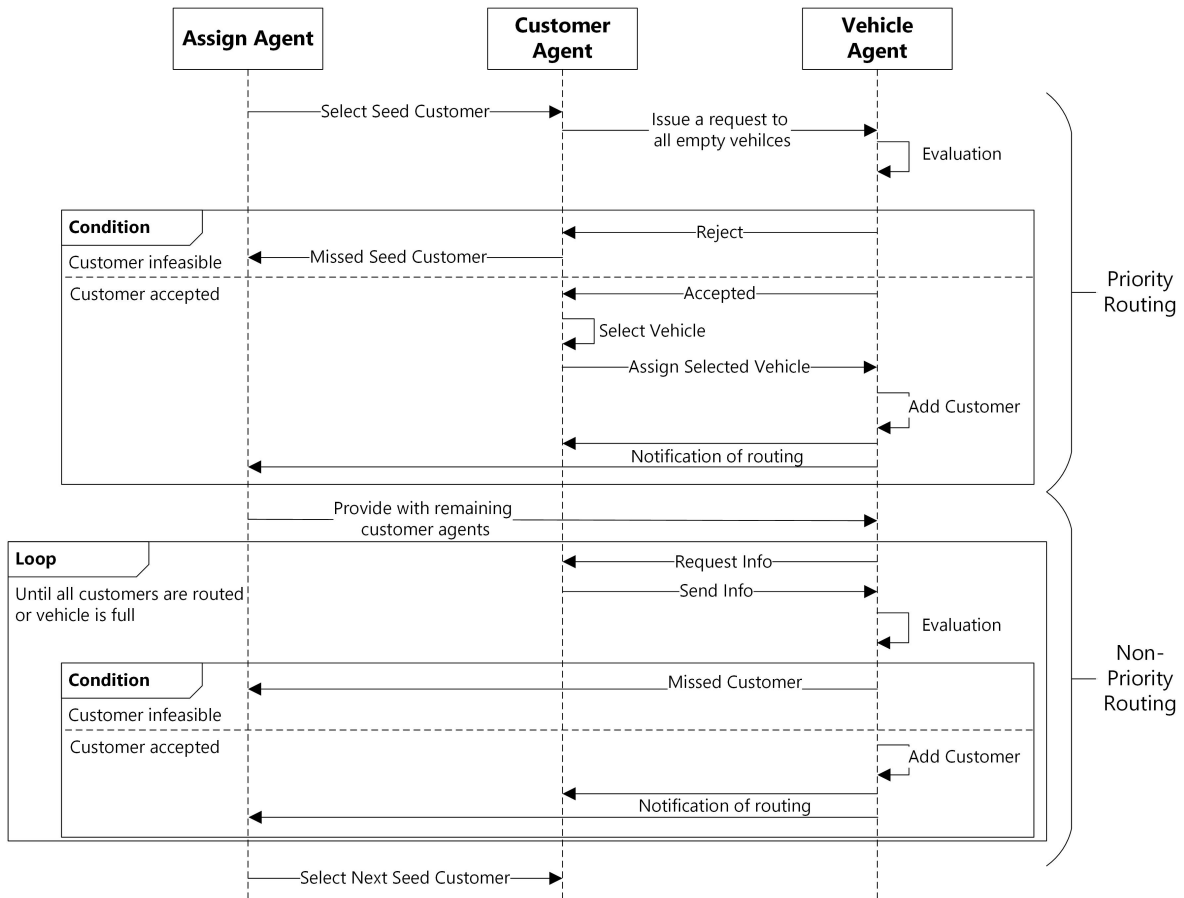 Assign Agent
Customer
Agent
Vehicle
Agent
Select Seed Customer
Issue a request to
all empty vehilces
Evaluation
Condition
Reject
Customer infeasible
Missed Seed Customer
Customer accepted
Accepted
Select Vehicle
Assign Selected Vehicle
Add Customer
Notification of routing
Priority
Routing
Provide with remaining
customer agents
Loop
Request Info
Until all customers are routed
or vehicle is full
Send Info
Evaluation
Condition
Missed Customer
Customer infeasible
Customer accepted
Add Customer
Notification of routing
Non-
Priority
Routing
Select Next Seed Customer